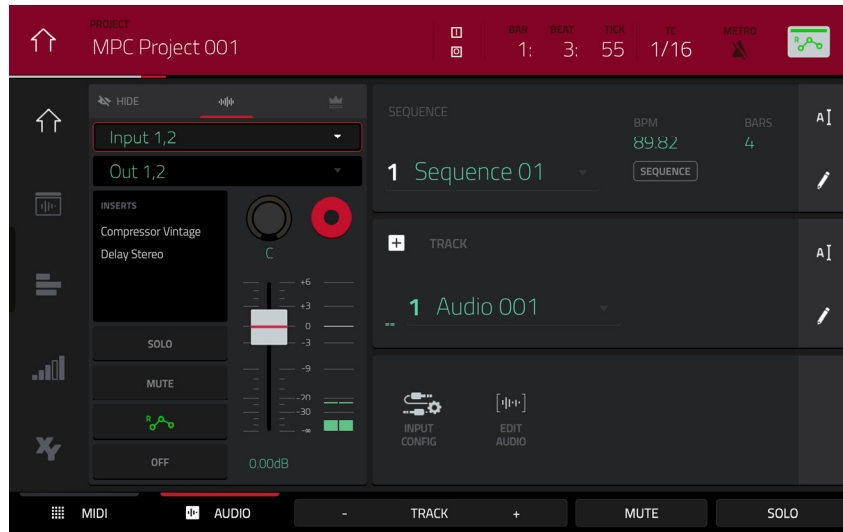 PROJECT
MPC Project 001
BAR BEAT TICK TC METRO
1: 3: 55 1/16
HIDE
Input 1,2
Out 1,2
INSERTS
Compressor Vintage
Delay Stereo
C
+6
+3
0
-3
-9
-20
-30
-∞
SOLO
MUTE
R
OFF
0.00dB
SEQUENCE
BPM BARS
89.82 4
1 Sequence 01
SEQUENCE
TRACK
1 Audio 001
INPUT CONFIG
EDIT AUDIO
XY
MIDI AUDIO - TRACK + MUTE SOLO